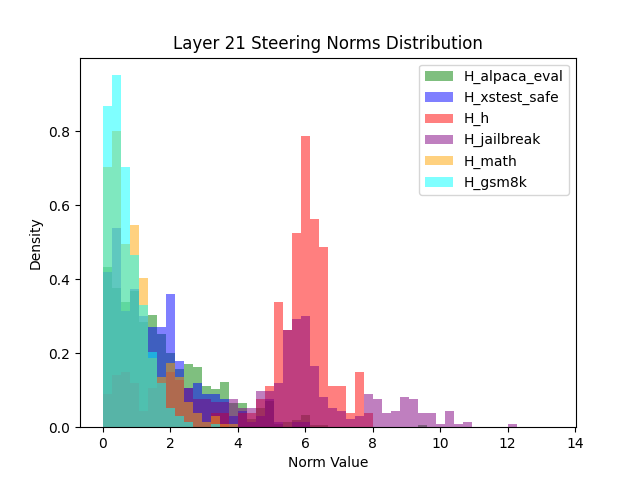 Layer 21 Steering Norms Distribution
H_alpaca_eval
H_xstest_safe
H_h
H_jailbreak
H_math
H_gsm8k
Density
0.8
0.6
0.4
0.2
0.0
0 2 4 6 8 10 12 14
Norm Value